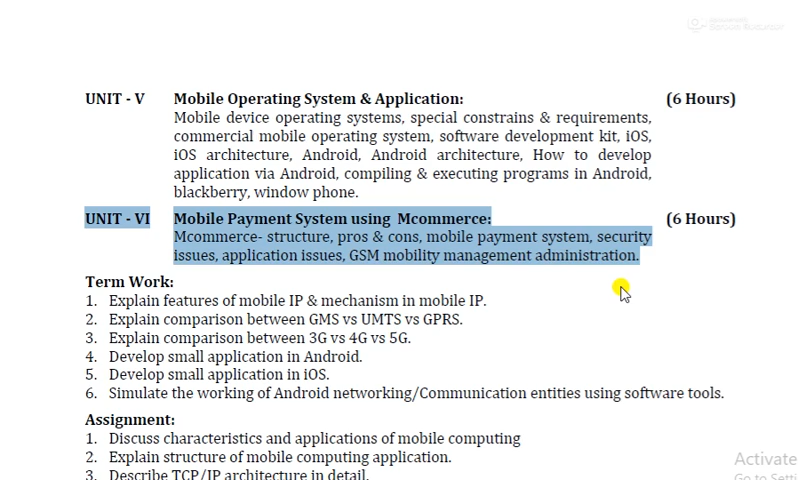 UNIT - V Mobile Operating System & Application: (6 Hours)
Mobile device operating systems, special constrains & requirements,
commercial mobile operating system, software development kit, iOS,
iOS architecture, Android, Android architecture, How to develop
application via Android, compiling & executing programs in Android,
blackberry, window phone.
UNIT - VI Mobile Payment System using Mcommerce: (6 Hours)
Mcommerce- structure, pros & cons, mobile payment system, security
issues, application issues, GSM mobility management administration.
Term Work:
1. Explain features of mobile IP & mechanism in mobile IP.
2. Explain comparison between GMS vs UMTS vs GPRS.
3. Explain comparison between 3G vs 4G vs 5G.
4. Develop small application in Android.
5. Develop small application in iOS.
6. Simulate the working of Android networking/Communication entities using software tools.
Assignment:
1. Discuss characteristics and applications of mobile computing
2. Explain structure of mobile computing application.
Activate
3. Describe TCP/IP architecture in detail.
Go to Setti